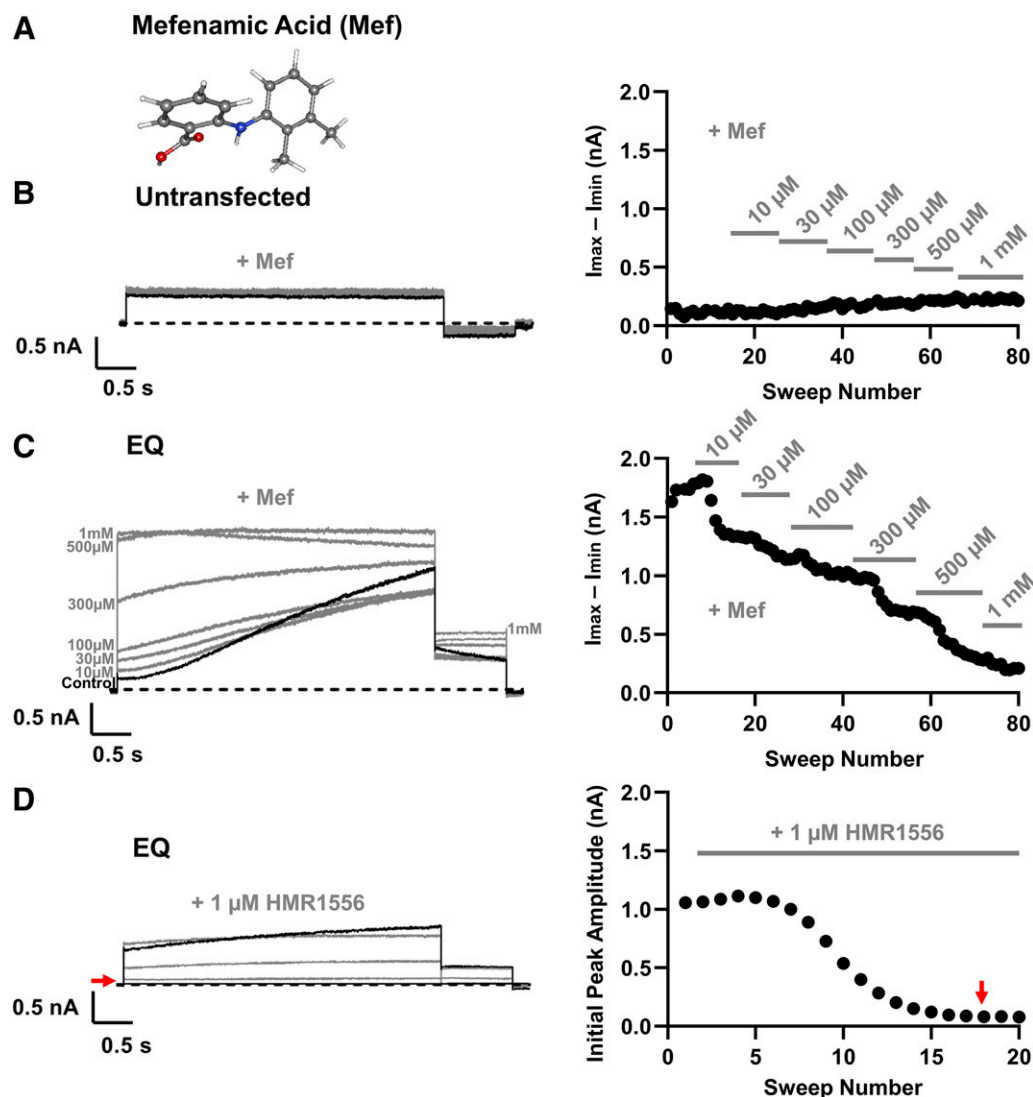 A
Mefenamic Acid (Mef)
B
Untransfected
+ Mef
0.5 nA
0.5 s
Imax – Imin (nA)
2.0
1.5
1.0
0.5
0.0
+ Mef
10 µM
30 µM
100 µM
300 µM
500 µM
1 mM
0 20 40 60 80
Sweep Number
C
EQ
+ Mef
1mM
500µM
300µM
100µM
30µM
10µM
Control
1mM
0.5 nA
0.5 s
Imax – Imin (nA)
2.0
1.5
1.0
0.5
0.0
10 µM
30 µM
100 µM
300 µM
500 µM
1 mM
+ Mef
0 20 40 60 80
Sweep Number
D
EQ
+ 1 µM HMR1556
0.5 nA
0.5 s
Initial Peak Amplitude (nA)
2.0
1.5
1.0
0.5
0.0
+ 1 µM HMR1556
0 5 10 15 20
Sweep Number